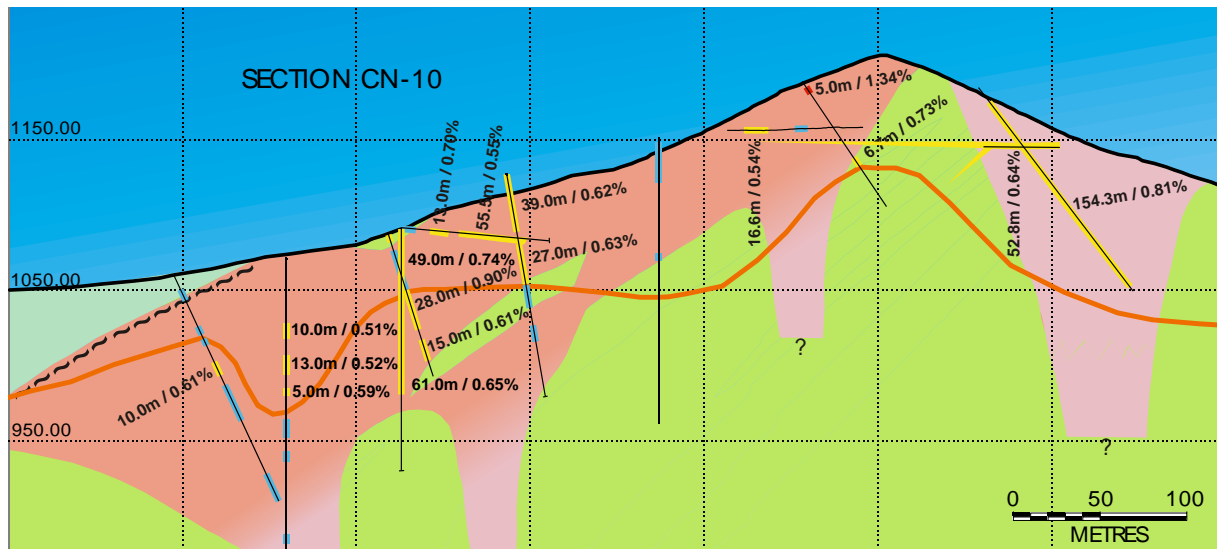 SECTION CN-10
1150.00
1050.00
950.00
13.0m / 0.70%
55.5m / 0.55%
39.0m / 0.62%
27.0m / 0.63%
49.0m / 0.74%
28.0m / 0.90%
15.0m / 0.61%
61.0m / 0.65%
10.0m / 0.51%
13.0m / 0.52%
5.0m / 0.59%
10.0m / 0.61%
5.0m / 1.34%
6.1m / 0.73%
16.6m / 0.54%
52.8m / 0.64%
154.3m / 0.81%
?
?
0 50 100
METRES